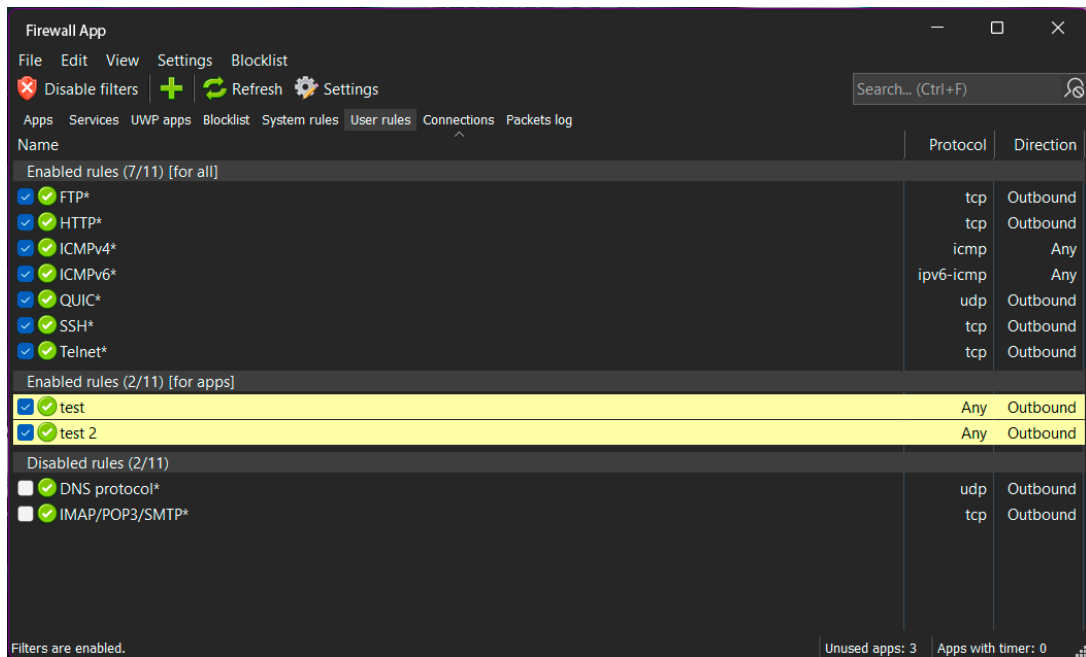 Firewall App
File Edit View Settings Blocklist
Disable filters Refresh Settings Search... (Ctrl+F)
Apps Services UWP apps Blocklist System rules User rules Connections Packets log
Name Protocol Direction
Enabled rules (7/11) [for all]
FTP* tcp Outbound
HTTP* tcp Outbound
ICMPv4* icmp Any
ICMPv6* ipv6-icmp Any
QUIC* udp Outbound
SSH* tcp Outbound
Telnet* tcp Outbound
Enabled rules (2/11) [for apps]
test Any Outbound
test 2 Any Outbound
Disabled rules (2/11)
DNS protocol* udp Outbound
IMAP/POP3/SMTP* tcp Outbound
Filters are enabled. Unused apps: 3 Apps with timer: 0